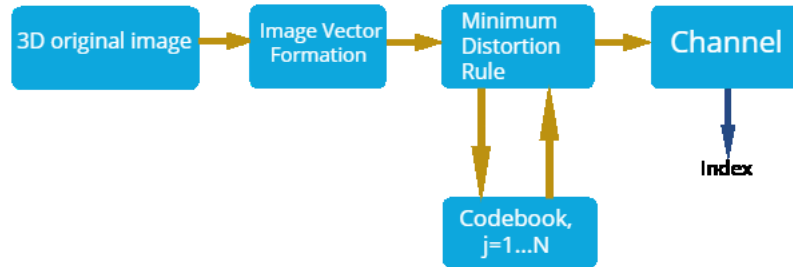 3D original image
Image Vector
Formation
Minimum
Distortion
Rule
Channel
Index
Codebook,
j=1...N